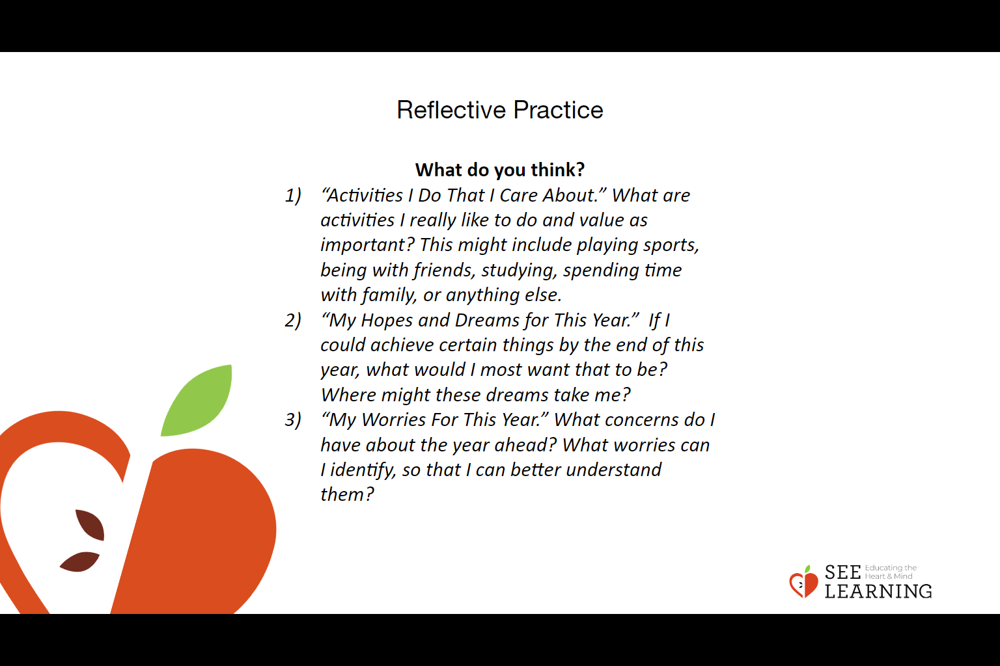 Reflective Practice
What do you think?
1) “Activities I Do That I Care About.” What are
activities I really like to do and value as
important? This might include playing sports,
being with friends, studying, spending time
with family, or anything else.
2) “My Hopes and Dreams for This Year.”  If I
could achieve certain things by the end of this
year, what would I most want that to be?
Where might these dreams take me?
3) “My Worries For This Year.” What concerns do I
have about the year ahead? What worries can
I identify, so that I can better understand
them?
SEE Educating the
Heart & Mind
LEARNING